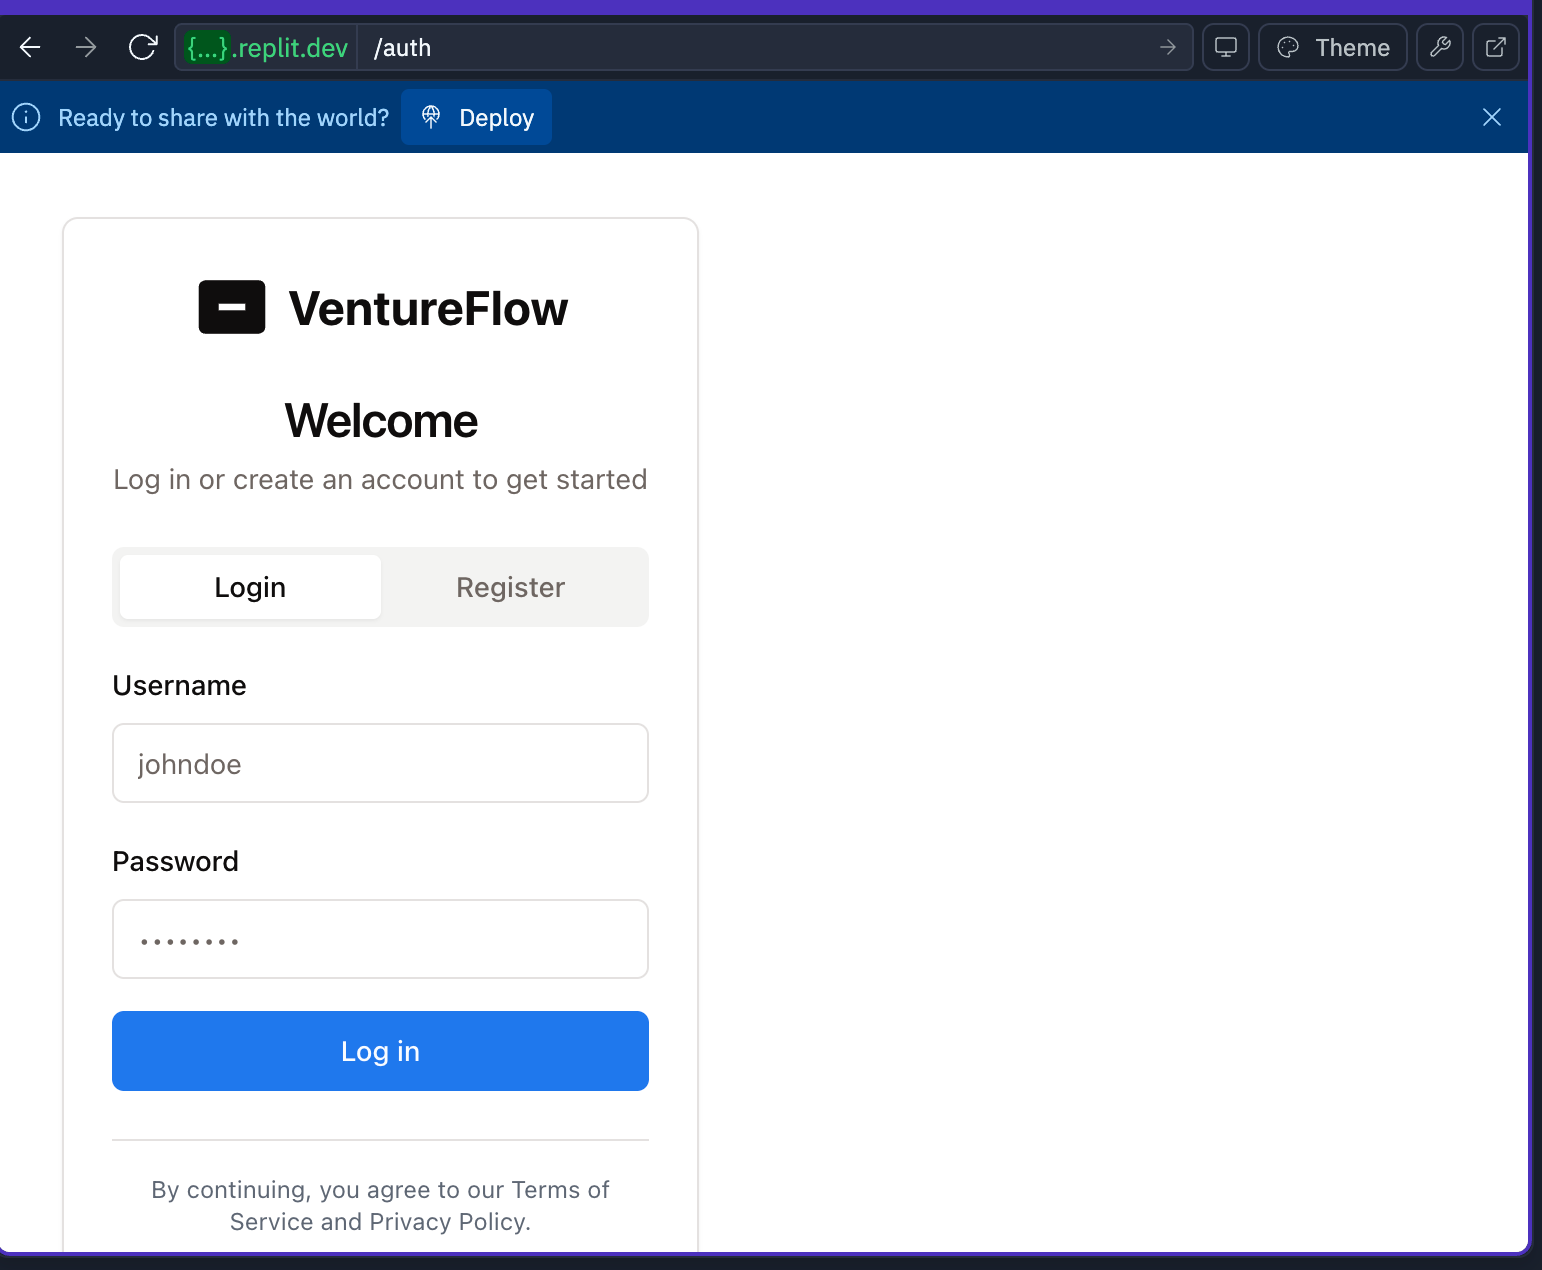 {...}.replit.dev /auth Theme
Ready to share with the world? Deploy
VentureFlow
Welcome
Log in or create an account to get started
Login Register
Username
johndoe
Password
••••••••
Log in
By continuing, you agree to our Terms of
Service and Privacy Policy.